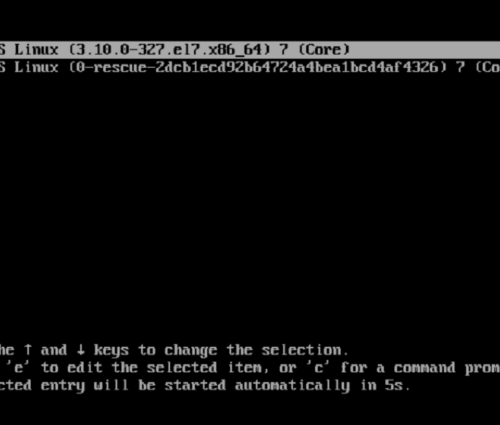 S Linux (3.10.0-327.el7.x86_64) 7 (Core)
S Linux (0-rescue-2dcb1ecd92b64724a4bea1bcd4af4326) 7 (Co
he ↑ and ↓ keys to change the selection.
'e' to edit the selected item, or 'c' for a command prom
cted entry will be started automatically in 5s.